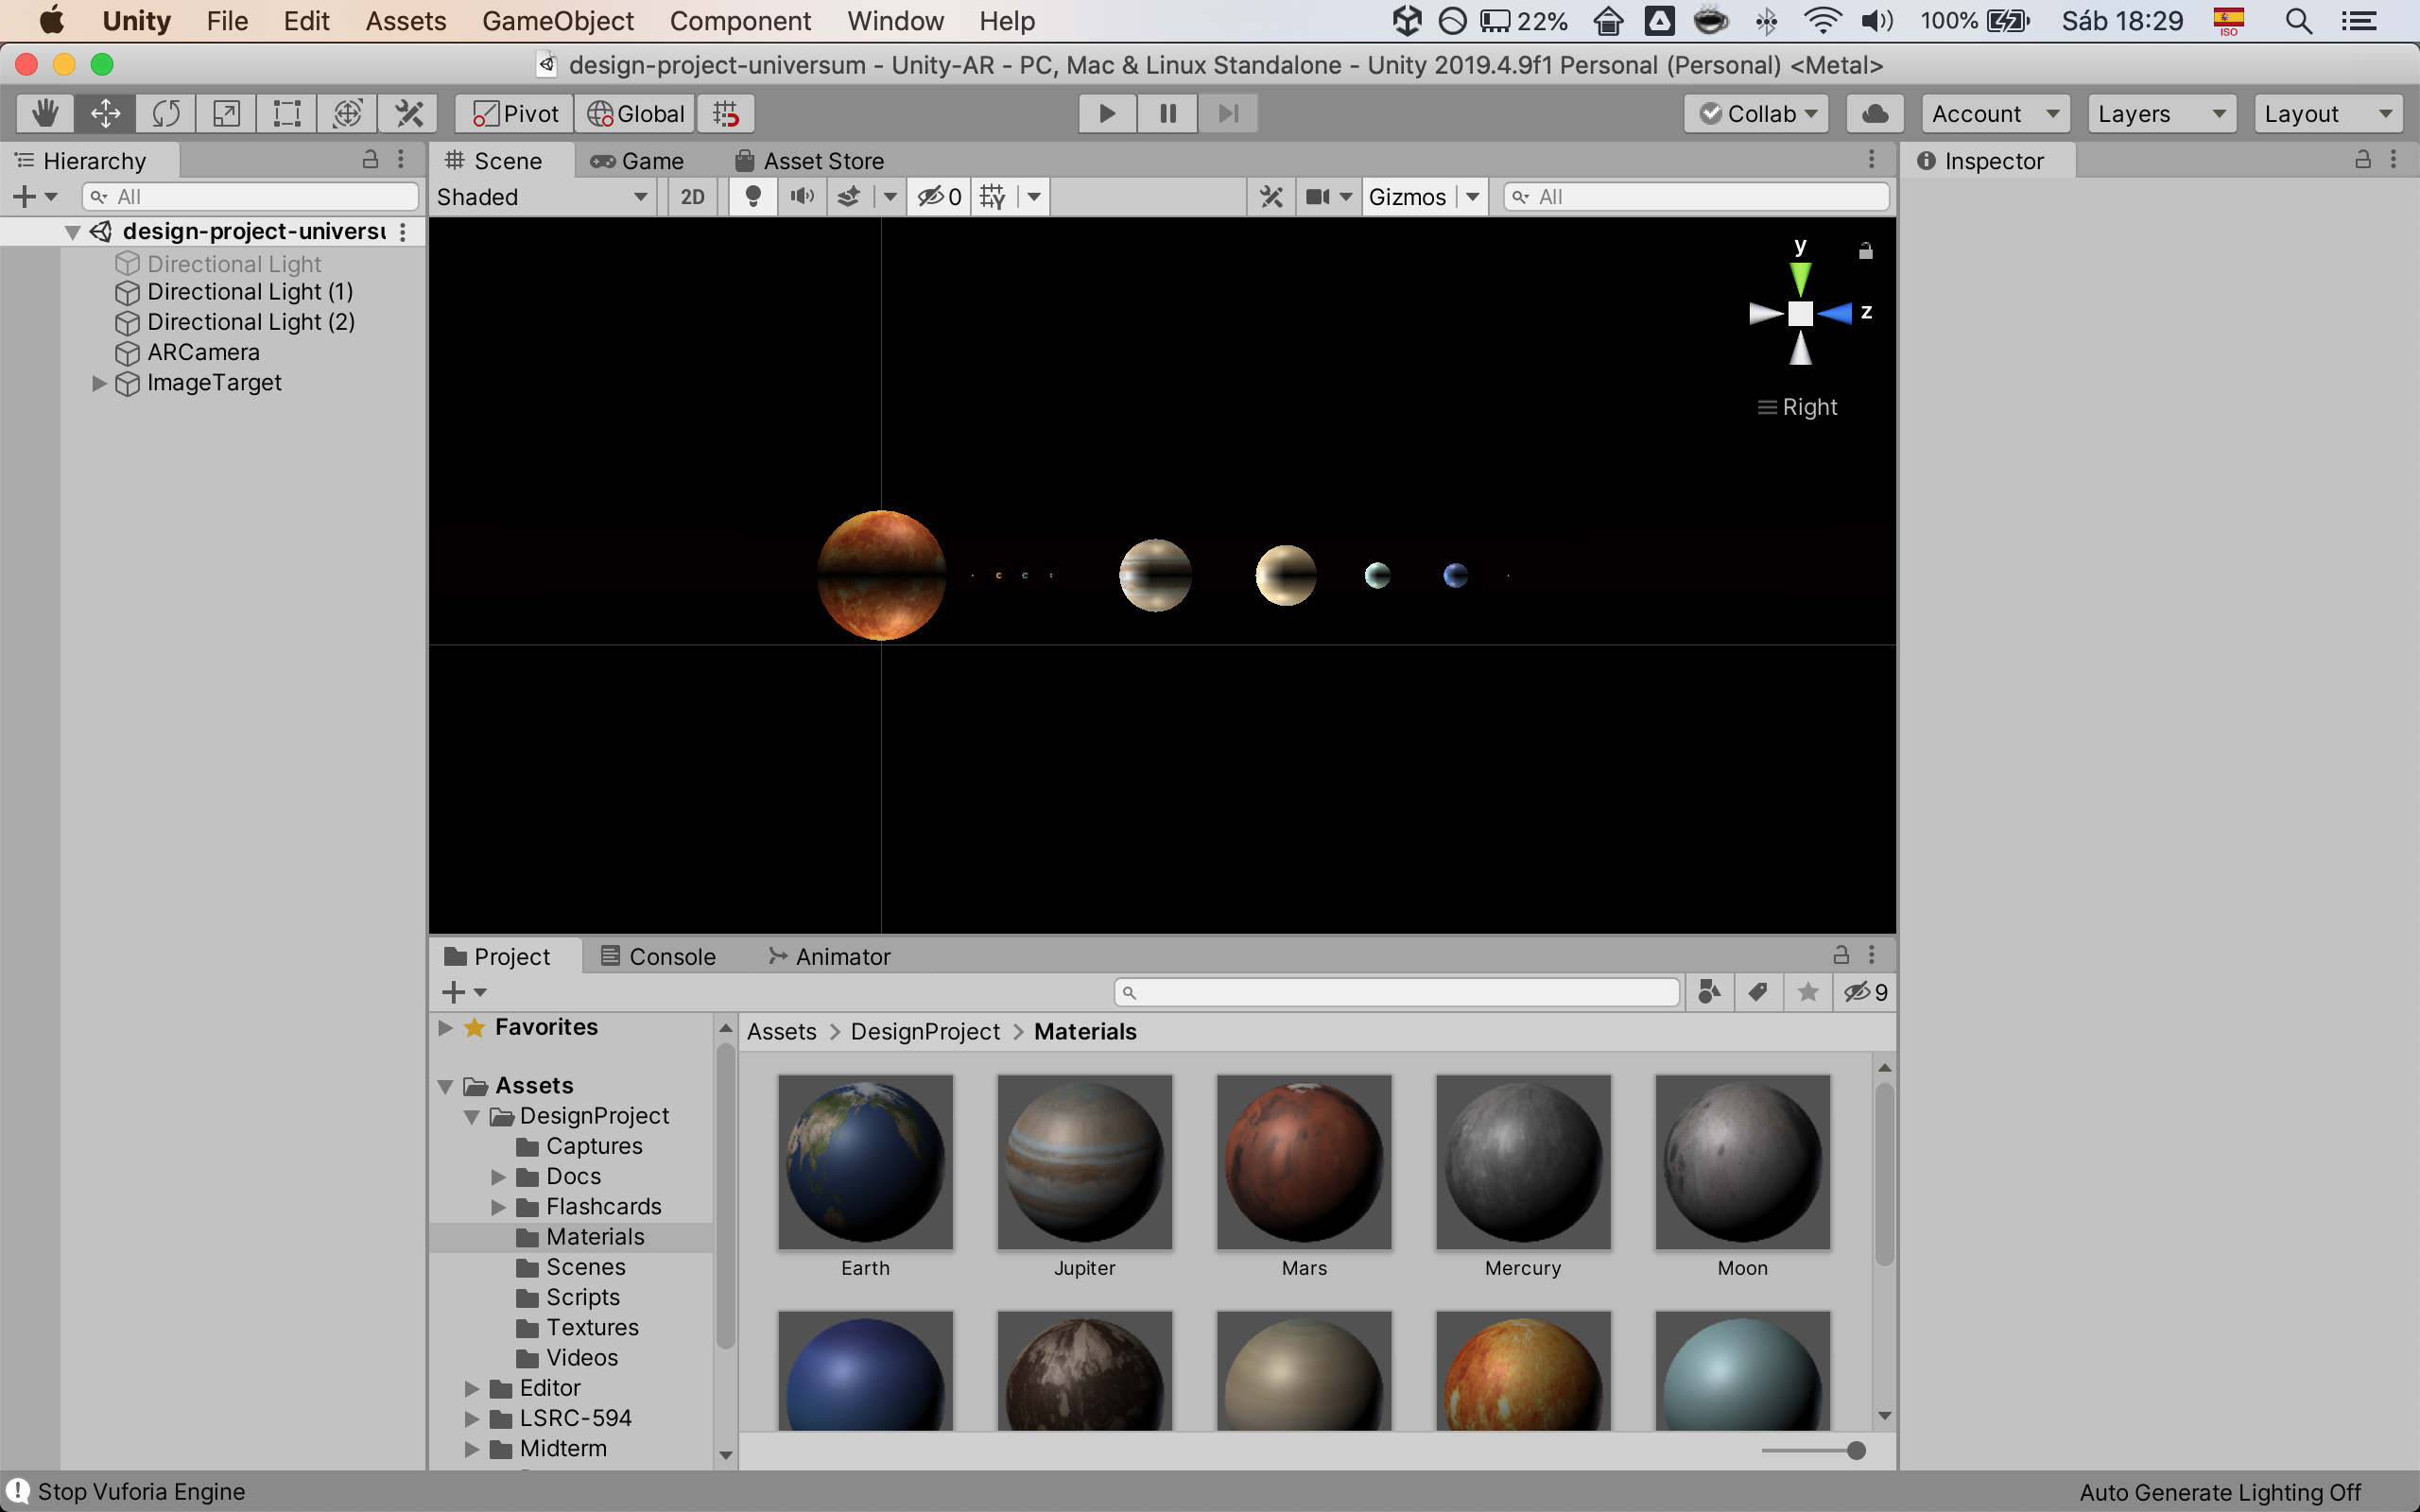 Unity File Edit Assets GameObject Component Window Help 22% 100% Sáb 18:29 ISO
design-project-universum - Unity-AR - PC, Mac & Linux Standalone - Unity 2019.4.9f1 Personal (Personal) <Metal>
Pivot Global Collab Account Layers Layout
Hierarchy Scene Game Asset Store Inspector
All Shaded 2D 0 Gizmos All
design-project-universu
Directional Light
Directional Light (1)
Directional Light (2)
ARCamera
ImageTarget
y
z
Right
Project Console Animator
9
Favorites
Assets
DesignProject
Captures
Docs
Flashcards
Materials
Scenes
Scripts
Textures
Videos
Editor
LSRC-594
Midterm
Assets > DesignProject > Materials
Earth Jupiter Mars Mercury Moon
Stop Vuforia Engine Auto Generate Lighting Off